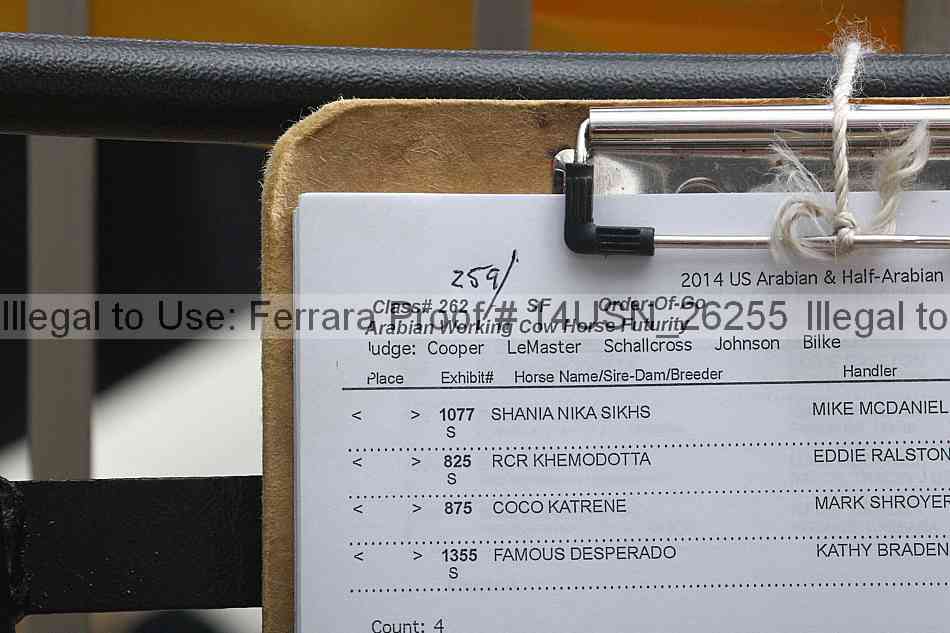 259/
2014 US Arabian & Half-Arabian
Class# 262 SF Order-Of-Go
Illegal to Use: Ferrara Proof# f4USN_26255 Illegal to
Arabian Working Cow Horse Futurity
Judge: Cooper LeMaster Schallcross Johnson Bilke
Place Exhibit# Horse Name/Sire-Dam/Breeder Handler
< > 1077 SHANIA NIKA SIKHS MIKE MCDANIEL
S
< > 825 RCR KHEMODOTTA EDDIE RALSTON
S
< > 875 COCO KATRENE MARK SHROYER
< > 1355 FAMOUS DESPERADO KATHY BRADEN
S
Count: 4